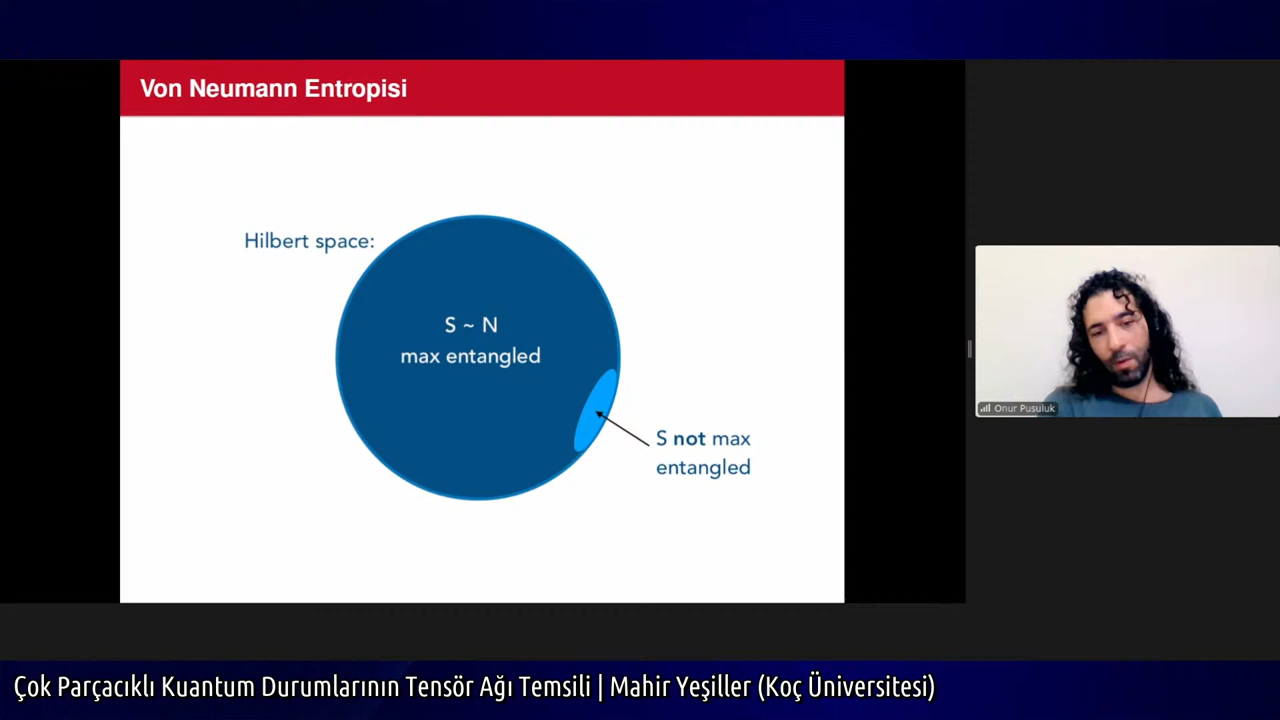 Von Neumann Entropisi
Hilbert space:
S ~ N
max entangled
S not max
entangled
Onur Pusuluk
Çok Parçacıklı Kuantum Durumlarının Tensör Ağı Temsili | Mahir Yeşiller (Koç Üniversitesi)